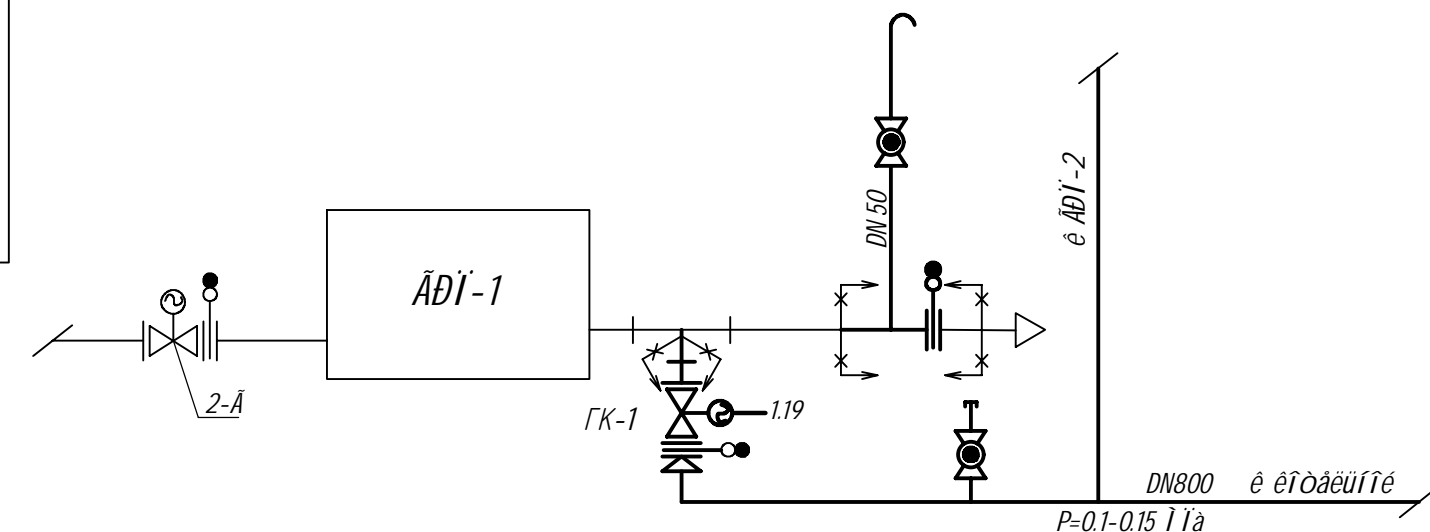 DN 50
ê ÃÐÏ-2
ÃÐÏ-1
2-Ã
ГК-1
1.19
DN800 ê êîòåëüíîé
P=0.1-0.15 ÌÏà